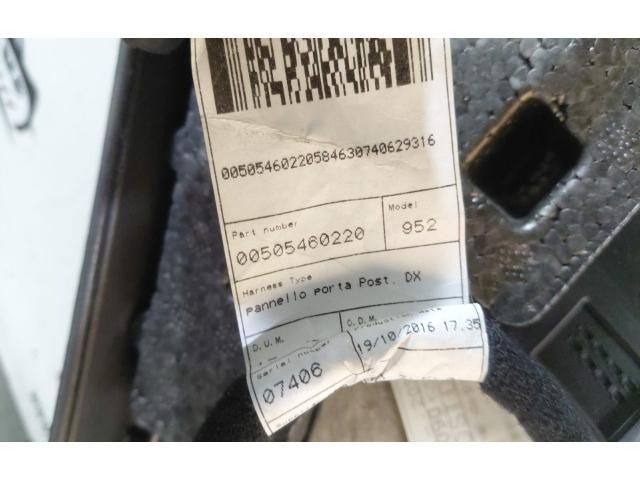 00505460220584630740629316
Part number
00505460220
Model
952
Harness Type
Pannello Porta Post. DX
D.U.M.
D.D.M.
19/10/2016 17.35
Serial number
07406